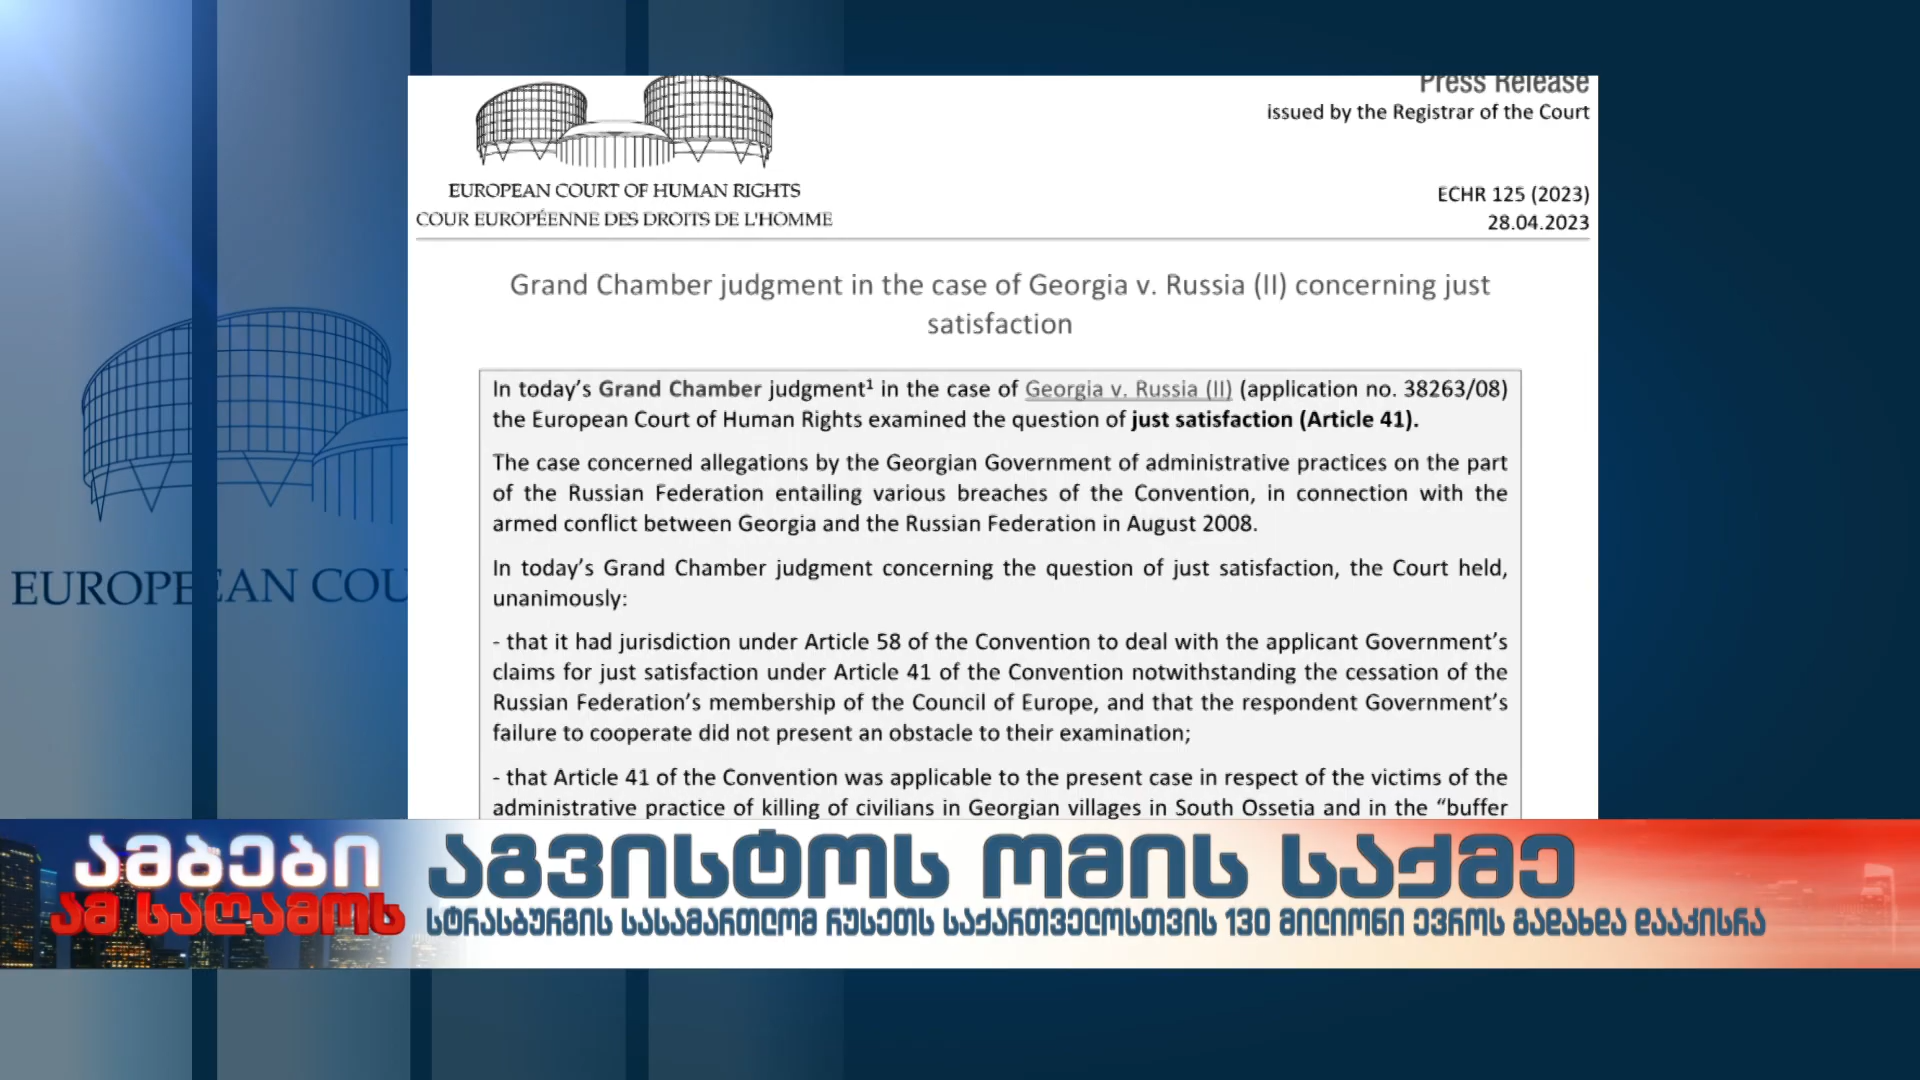 Press Release
issued by the Registrar of the Court
EUROPEAN COURT OF HUMAN RIGHTS
COUR EUROPÉENNE DES DROITS DE L'HOMME
ECHR 125 (2023)
28.04.2023
Grand Chamber judgment in the case of Georgia v. Russia (II) concerning just
satisfaction
In today’s Grand Chamber judgment¹ in the case of Georgia v. Russia (II) (application no. 38263/08)
the European Court of Human Rights examined the question of just satisfaction (Article 41).
The case concerned allegations by the Georgian Government of administrative practices on the part
of the Russian Federation entailing various breaches of the Convention, in connection with the
armed conflict between Georgia and the Russian Federation in August 2008.
In today’s Grand Chamber judgment concerning the question of just satisfaction, the Court held,
unanimously:
- that it had jurisdiction under Article 58 of the Convention to deal with the applicant Government’s
claims for just satisfaction under Article 41 of the Convention notwithstanding the cessation of the
Russian Federation’s membership of the Council of Europe, and that the respondent Government’s
failure to cooperate did not present an obstacle to their examination;
- that Article 41 of the Convention was applicable to the present case in respect of the victims of the
administrative practice of killing of civilians in Georgian villages in South Ossetia and in the “buffer
EUROPEAN COU
ამბები
ამ საღამოს
აგვისტოს ომის საქმე
სტრასბურგის სასამართლომ რუსეთს საქართველოსთვის 130 მილიონი ევროს გადახდა დააკისრა